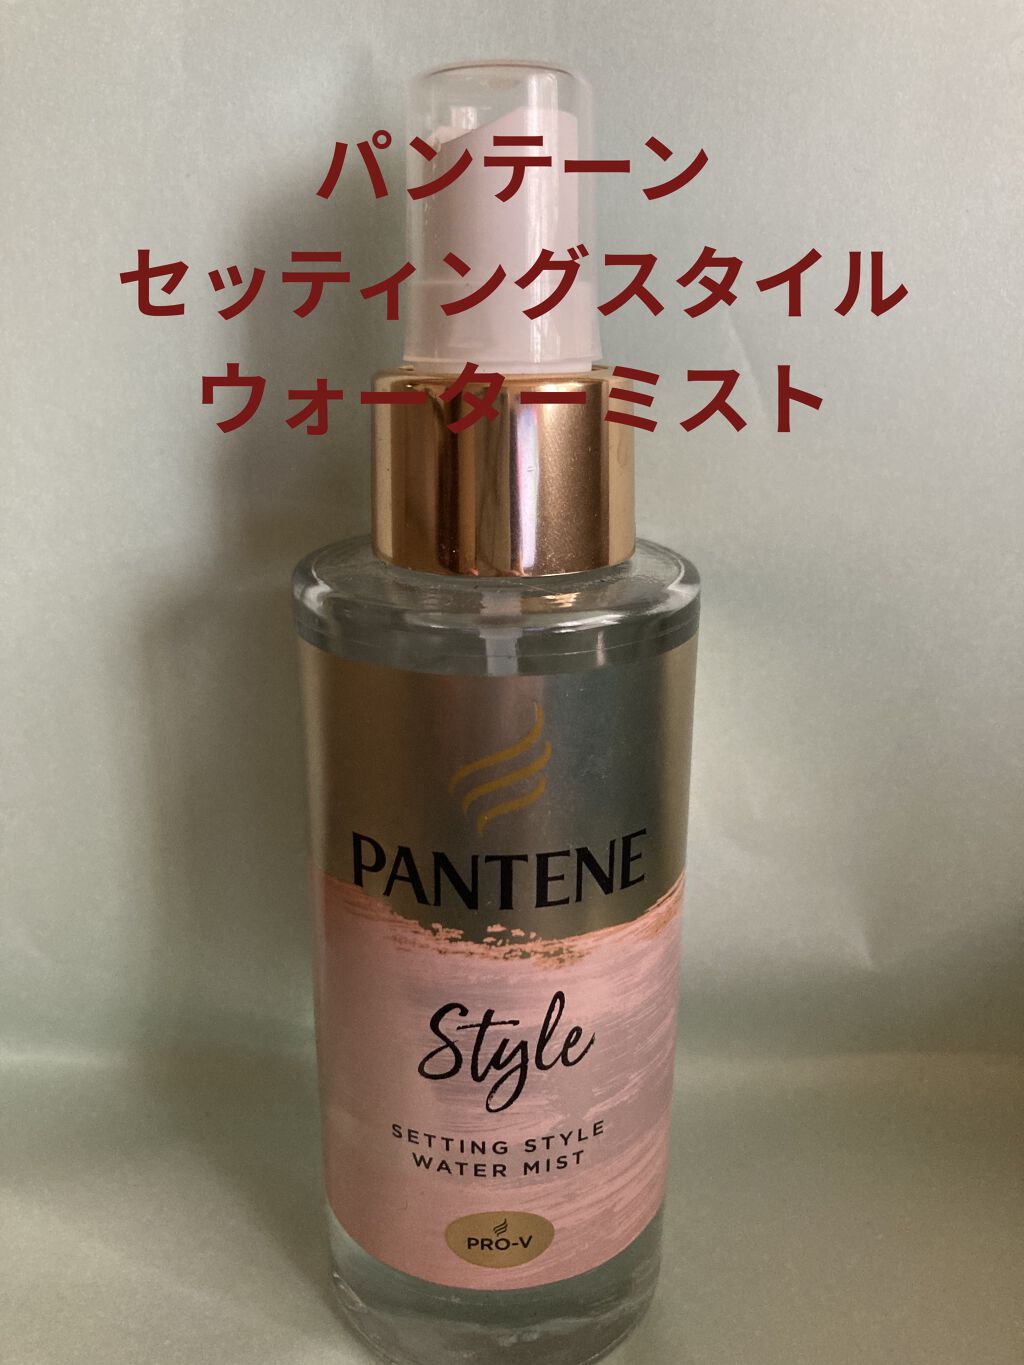 パンテーン
セッティングスタイル
ウォーターミスト
PANTENE
Style
SETTING STYLE
WATER MIST
PRO-V